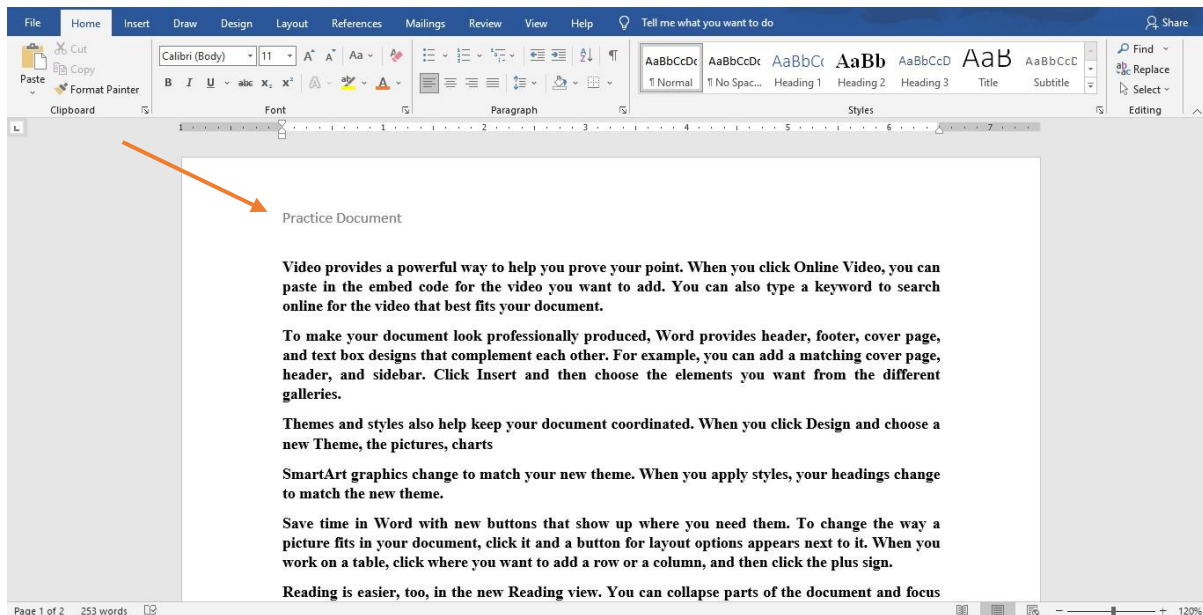 File Home Insert Draw Design Layout References Mailings Review View Help Tell me what you want to do Share
Cut
Copy
Format Painter
Paste
Calibri (Body) 11 A A Aa
B I U abc X₂ X² A aby A
AaBbCcDc AaBbCcDc AaBbCc AaBb AaBbCcD AaB AaBbCcD
¶ Normal ¶ No Spac... Heading 1 Heading 2 Heading 3 Title Subtitle
Find
Replace
Select
Clipboard Font Paragraph Styles Editing
1 1 2 3 4 5 6 7
Practice Document
Video provides a powerful way to help you prove your point. When you click Online Video, you can
paste in the embed code for the video you want to add. You can also type a keyword to search
online for the video that best fits your document.
To make your document look professionally produced, Word provides header, footer, cover page,
and text box designs that complement each other. For example, you can add a matching cover page,
header, and sidebar. Click Insert and then choose the elements you want from the different
galleries.
Themes and styles also help keep your document coordinated. When you click Design and choose a
new Theme, the pictures, charts
SmartArt graphics change to match your new theme. When you apply styles, your headings change
to match the new theme.
Save time in Word with new buttons that show up where you need them. To change the way a
picture fits in your document, click it and a button for layout options appears next to it. When you
work on a table, click where you want to add a row or a column, and then click the plus sign.
Reading is easier, too, in the new Reading view. You can collapse parts of the document and focus
Page 1 of 2 253 words 120%